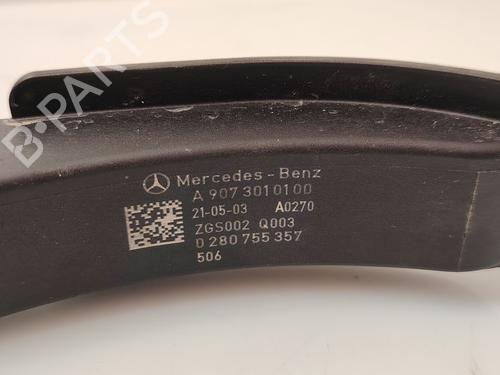 B-PARTS
Mercedes-Benz
A 907 301 01 00
21-05-03 A0270
ZGS002 Q003
0 280 755 357
506